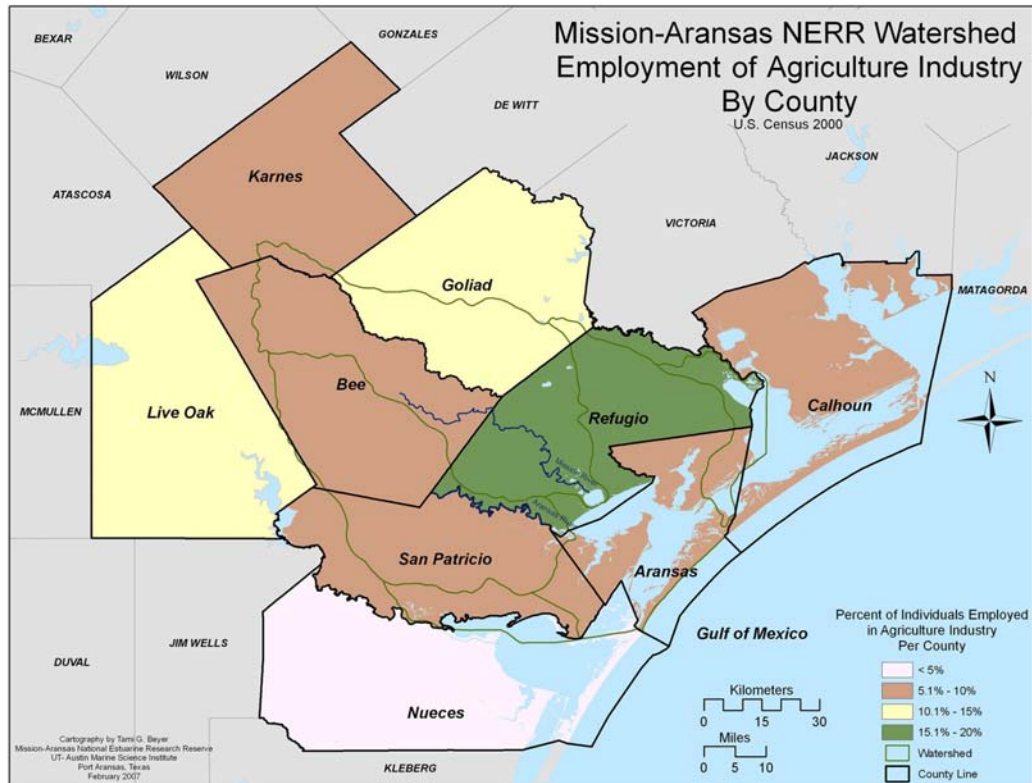 Mission-Aransas NERR Watershed
Employment of Agriculture Industry
By County
U.S. Census 2000
BEXAR
GONZALES
WILSON
DE WITT
JACKSON
Karnes
ATASCOSA
VICTORIA
Goliad
MATAGORDA
N
MCMULLEN
Live Oak
Bee
Refugio
Calhoun
Mission River
Aransas River
San Patricio
Aransas
Gulf of Mexico
JIM WELLS
DUVAL
Nueces
KLEBERG
Percent of Individuals Employed
in Agriculture Industry
Per County
< 5%
5.1% - 10%
10.1% - 15%
15.1% - 20%
Watershed
County Line
Kilometers
0 15 30
Miles
0 5 10
Cartography by Tami G. Beyer
Mission-Aransas National Estuarine Research Reserve
UT- Austin Marine Science Institute
Port Aransas, Texas
February 2007